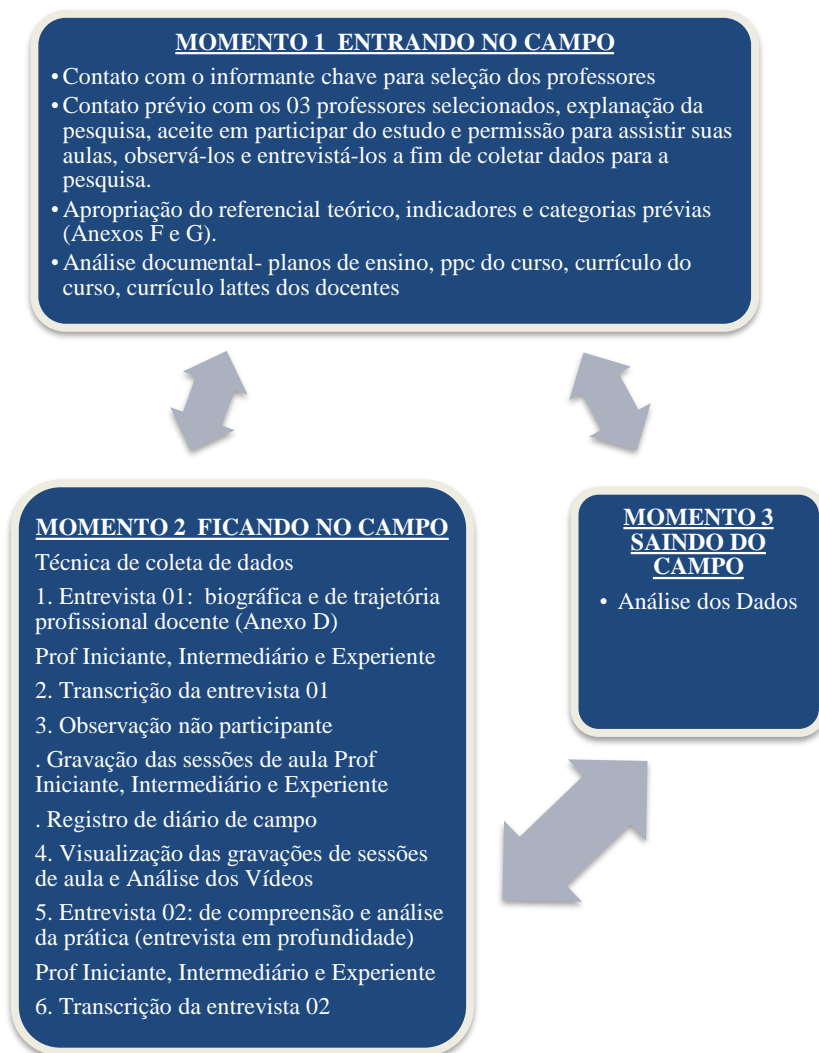 MOMENTO 1 ENTRANDO NO CAMPO
• Contato com o informante chave para seleção dos professores
• Contato prévio com os 03 professores selecionados, explanação da
pesquisa, aceite em participar do estudo e permissão para assistir suas
aulas, observá-los e entrevistá-los a fim de coletar dados para a
pesquisa.
• Apropriação do referencial teórico, indicadores e categorias prévias
(Anexos F e G).
• Análise documental- planos de ensino, ppc do curso, currículo do
curso, currículo lattes dos docentes
MOMENTO 2 FICANDO NO CAMPO
Técnica de coleta de dados
1. Entrevista 01: biográfica e de trajetória
profissional docente (Anexo D)
Prof Iniciante, Intermediário e Experiente
2. Transcrição da entrevista 01
3. Observação não participante
. Gravação das sessões de aula Prof
Iniciante, Intermediário e Experiente
. Registro de diário de campo
4. Visualização das gravações de sessões
de aula e Análise dos Vídeos
5. Entrevista 02: de compreensão e análise
da prática (entrevista em profundidade)
Prof Iniciante, Intermediário e Experiente
6. Transcrição da entrevista 02
MOMENTO 3
SAINDO DO
CAMPO
• Análise dos Dados